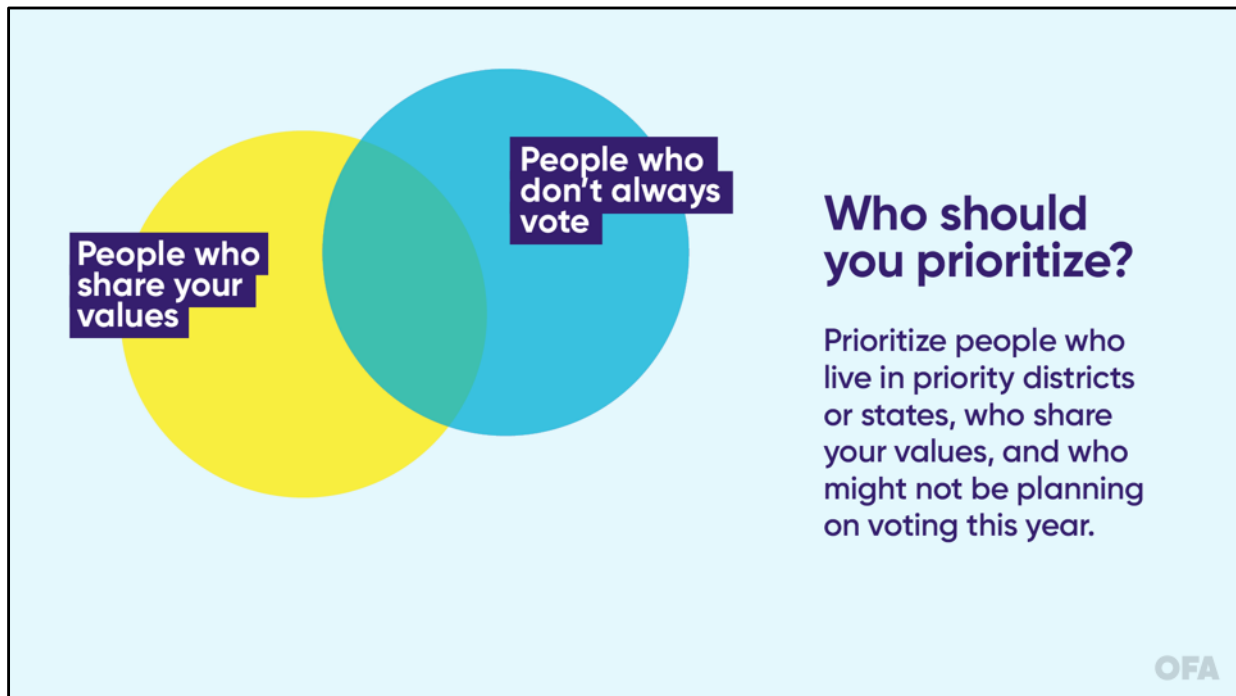 People who
share your
values
People who
don't always
vote
Who should
you prioritize?
Prioritize people who
live in priority districts
or states, who share
your values, and who
might not be planning
on voting this year.
OFA